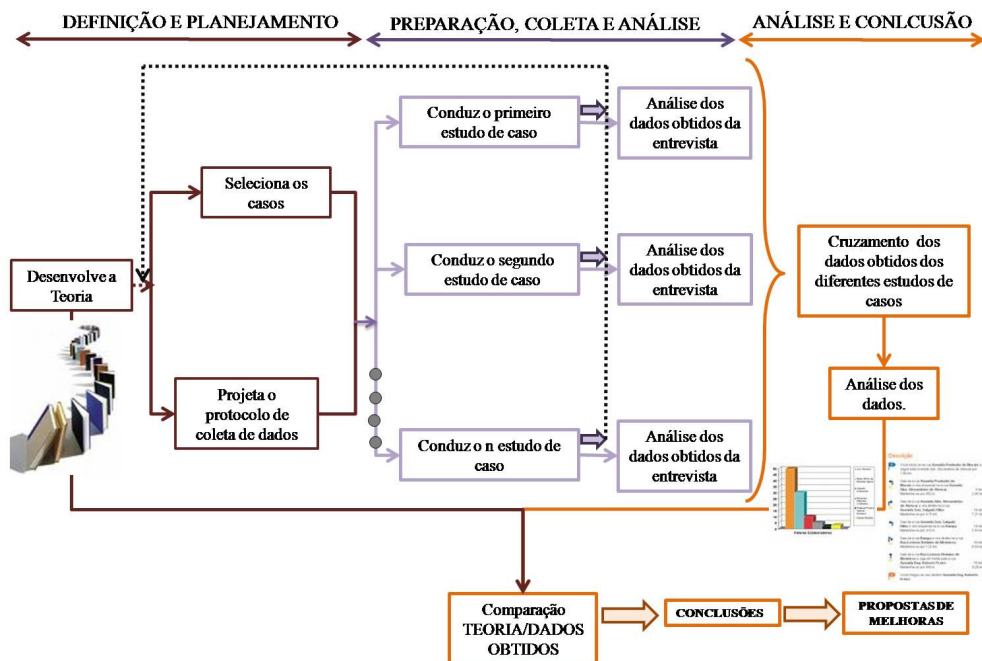 DEFINIÇÃO E PLANEJAMENTO
PREPARAÇÃO, COLETA E ANÁLISE
ANÁLISE E CONLCUSÃO
Desenvolve a
Teoria
Seleciona os
casos
Projeta o
protocolo de
coleta de dados
Conduz o primeiro
estudo de caso
Análise dos
dados obtidos da
entrevista
Conduz o segundo
estudo de caso
Análise dos
dados obtidos da
entrevista
Conduz o n estudo de
caso
Análise dos
dados obtidos da
entrevista
Cruzamento dos
dados obtidos dos
diferentes estudos de
casos
Análise dos
dados.
Descrição
Comparação
TEORIA/DADOS
OBTIDOS
CONCLUSÕES
PROPOSTAS DE
MELHORAS